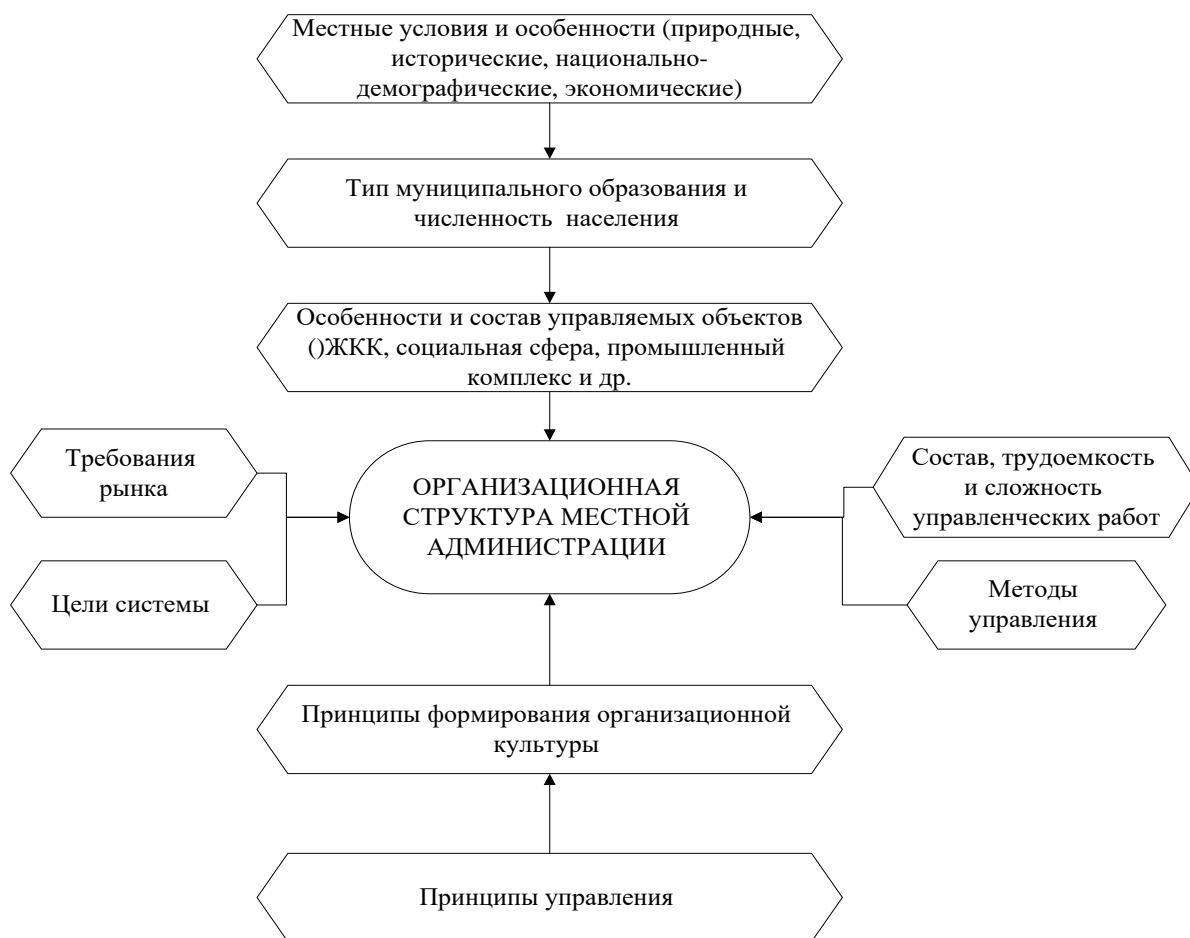 Местные условия и особенности (природные,
исторические, национально-
демографические, экономические)
Тип муниципального образования и
численность населения
Особенности и состав управляемых объектов
()ЖКК, социальная сфера, промышленный
комплекс и др.
Требования
рынка
Цели системы
ОРГАНИЗАЦИОННАЯ
СТРУКТУРА МЕСТНОЙ
АДМИНИСТРАЦИИ
Состав, трудоемкость
и сложность
управленческих работ
Методы
управления
Принципы формирования организационной
культуры
Принципы управления